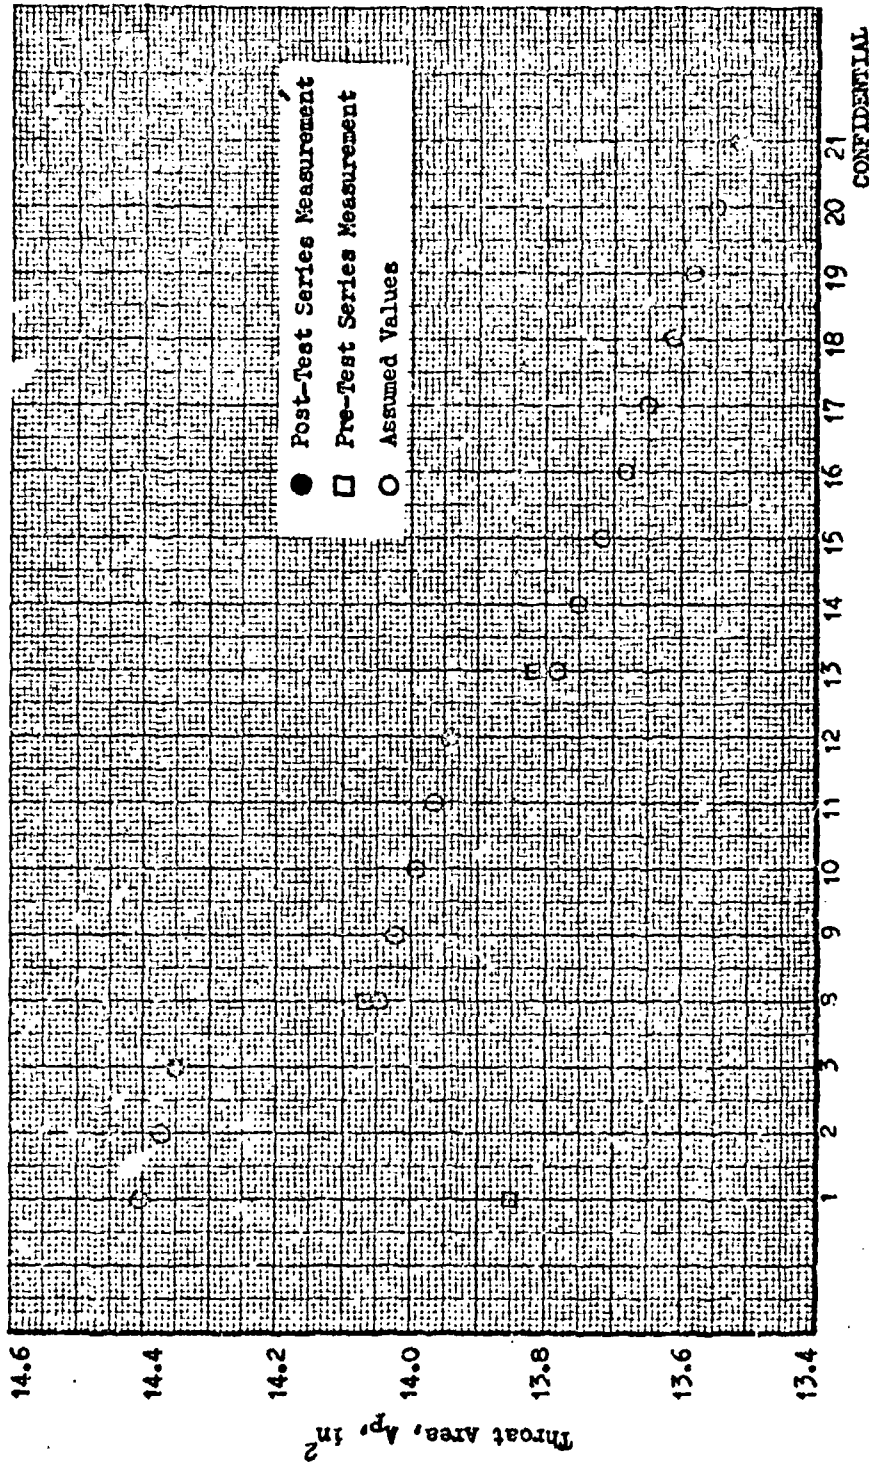 Throat Area, Ap, in2
14.6
14.4
14.2
14.0
13.8
13.6
13.4
Post-Test Series Measurement
Pre-Test Series Measurement
Assumed Values
1 2 3 8 9 10 11 12 13 14 15 16 17 18 19 20 21
CONFIDENTIAL